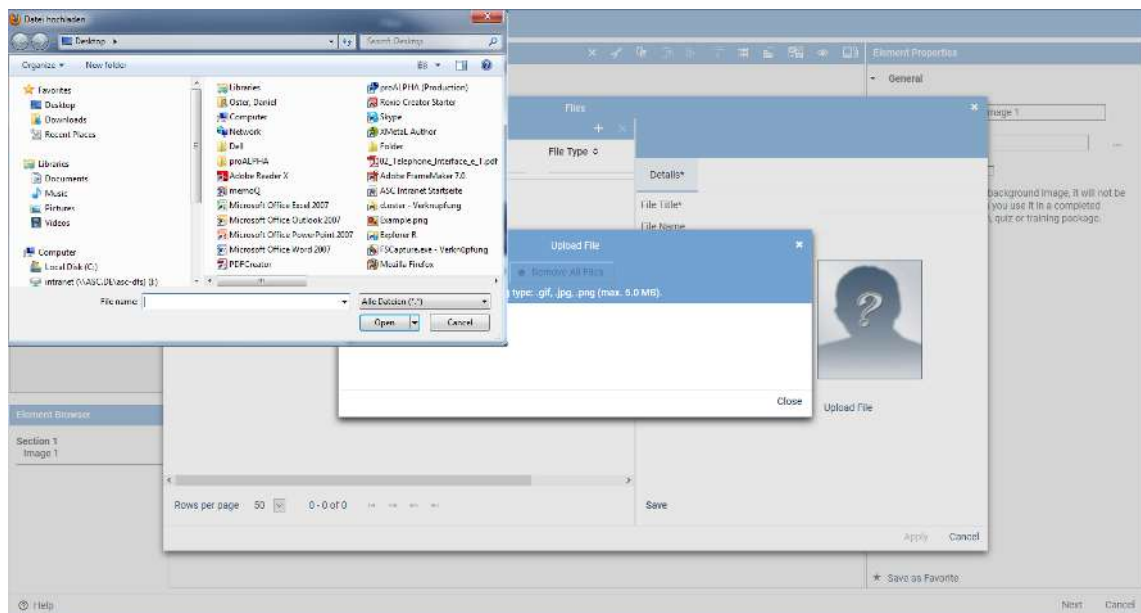 Datei hochladen
Desktop
Search Desktop
Organize
New folder
Favorites
Desktop
Downloads
Recent Places
Libraries
Documents
Music
Pictures
Videos
Computer
Local Disk (C:)
Libraries
Oster, Daniel
Computer
Network
Dell
proALPHA
Adobe Reader X
memoQ
Microsoft Office Excel 2007
Microsoft Office Outlook 2007
Microsoft Office PowerPoint 2007
Microsoft Office Word 2007
PDFCreator
proALPHA (Production)
Roxio Creator Starter
Skype
XMetaL Author
Folder
02_Telephone_Interface_e_1.pdf
Adobe FrameMaker 7.0
ASC Intranet Startseite
cluster - Verknüpfung
Example.png
Explorer R
FSCapture.exe - Verknüpfung
Mozilla Firefox
File name:
Alle Dateien (*.*)
Open
Cancel
Element Properties
General
Image 1
background image, it will not be
you use it in a completed
quiz or training package.
Files
File Type
Details*
File Title*
File Name
Upload File
Remove All Files
type: .gif, .jpg, .png (max. 5.0 MB).
Close
Upload File
Element Browser
Section 1
Image 1
Rows per page 50 0 - 0 of 0
Save
Apply Cancel
Save as Favorite
Help
Next Cancel